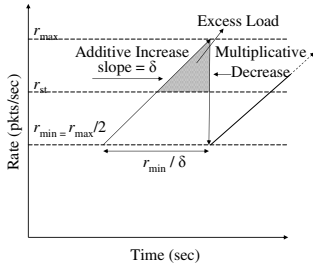 Excess Load
r_max
Additive Increase
slope = δ
Multiplicative
Decrease
r_st
r_min = r_max/2
r_min / δ
Rate (pkts/sec)
Time (sec)